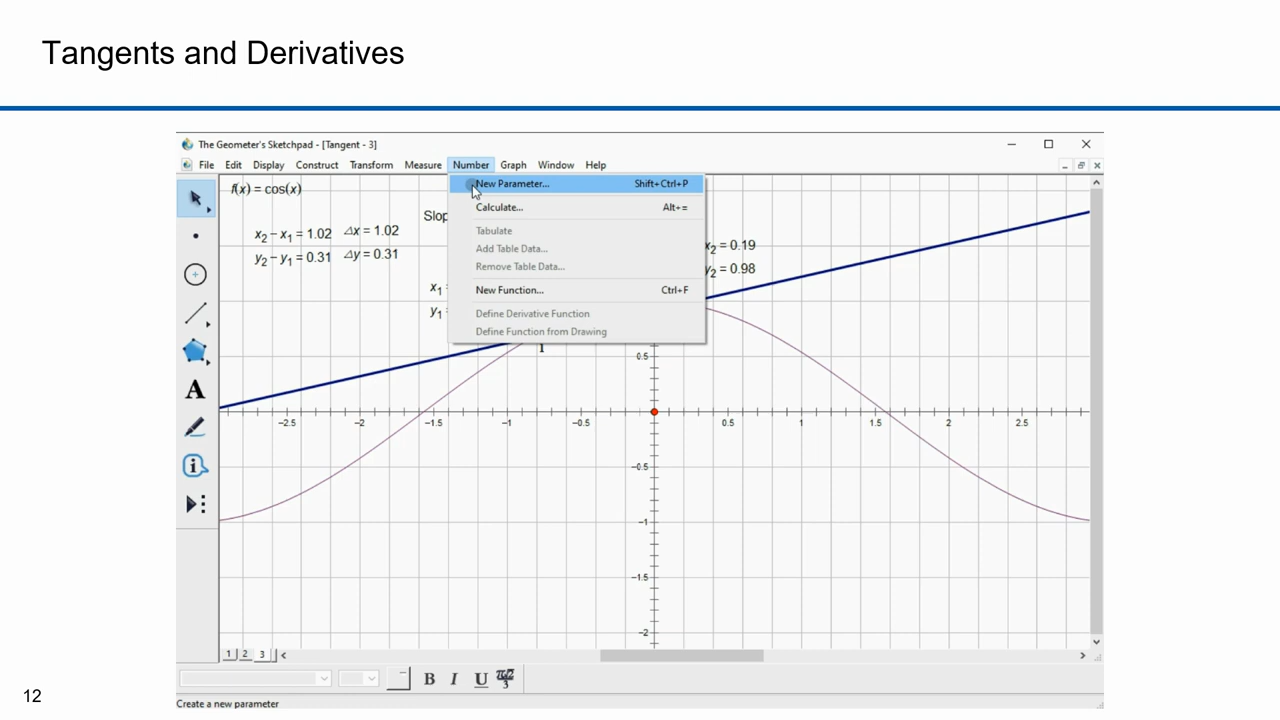 Tangents and Derivatives
The Geometer's Sketchpad - [Tangent - 3]
File Edit Display Construct Transform Measure Number Graph Window Help
f(x) = cos(x)
New Parameter... Shift+Ctrl+P
Calculate... Alt+=
Tabulate
Add Table Data...
Remove Table Data...
New Function... Ctrl+F
Define Derivative Function
Define Function from Drawing
Slop
x₂ − x₁ = 1.02 Δx = 1.02
y₂ − y₁ = 0.31 Δy = 0.31
x₂ = 0.19
y₂ = 0.98
x₁ =
y₁ =
1
0.5
−2.5 −2 −1.5 −1 −0.5 0.5 1 1.5 2 2.5
−0.5
−1
−1.5
−2
A
1 2 3
B I U
Create a new parameter
12